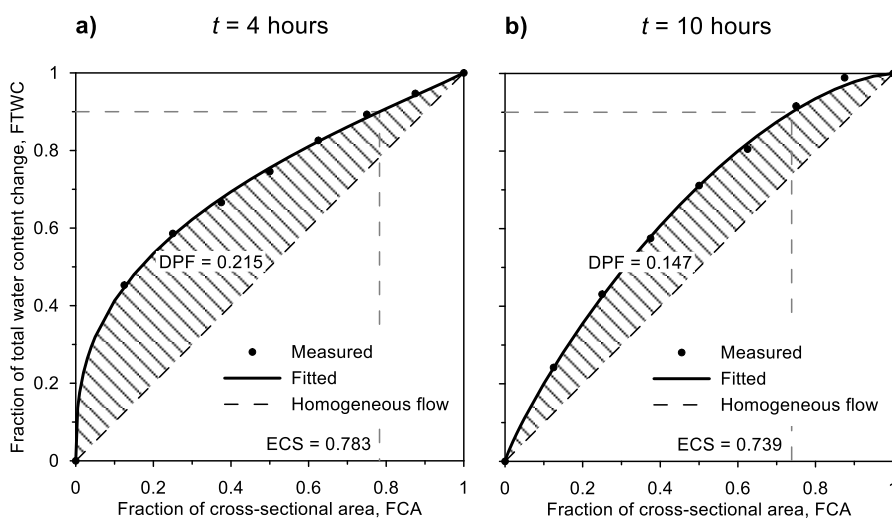 a)
t = 4 hours
b)
t = 10 hours
Fraction of total water content change, FTWC
1
0.8
0.6
0.4
0.2
0
DPF = 0.215
Measured
Fitted
Homogeneous flow
ECS = 0.783
0 0.2 0.4 0.6 0.8 1
Fraction of cross-sectional area, FCA
DPF = 0.147
Measured
Fitted
Homogeneous flow
ECS = 0.739
0 0.2 0.4 0.6 0.8 1
Fraction of cross-sectional area, FCA